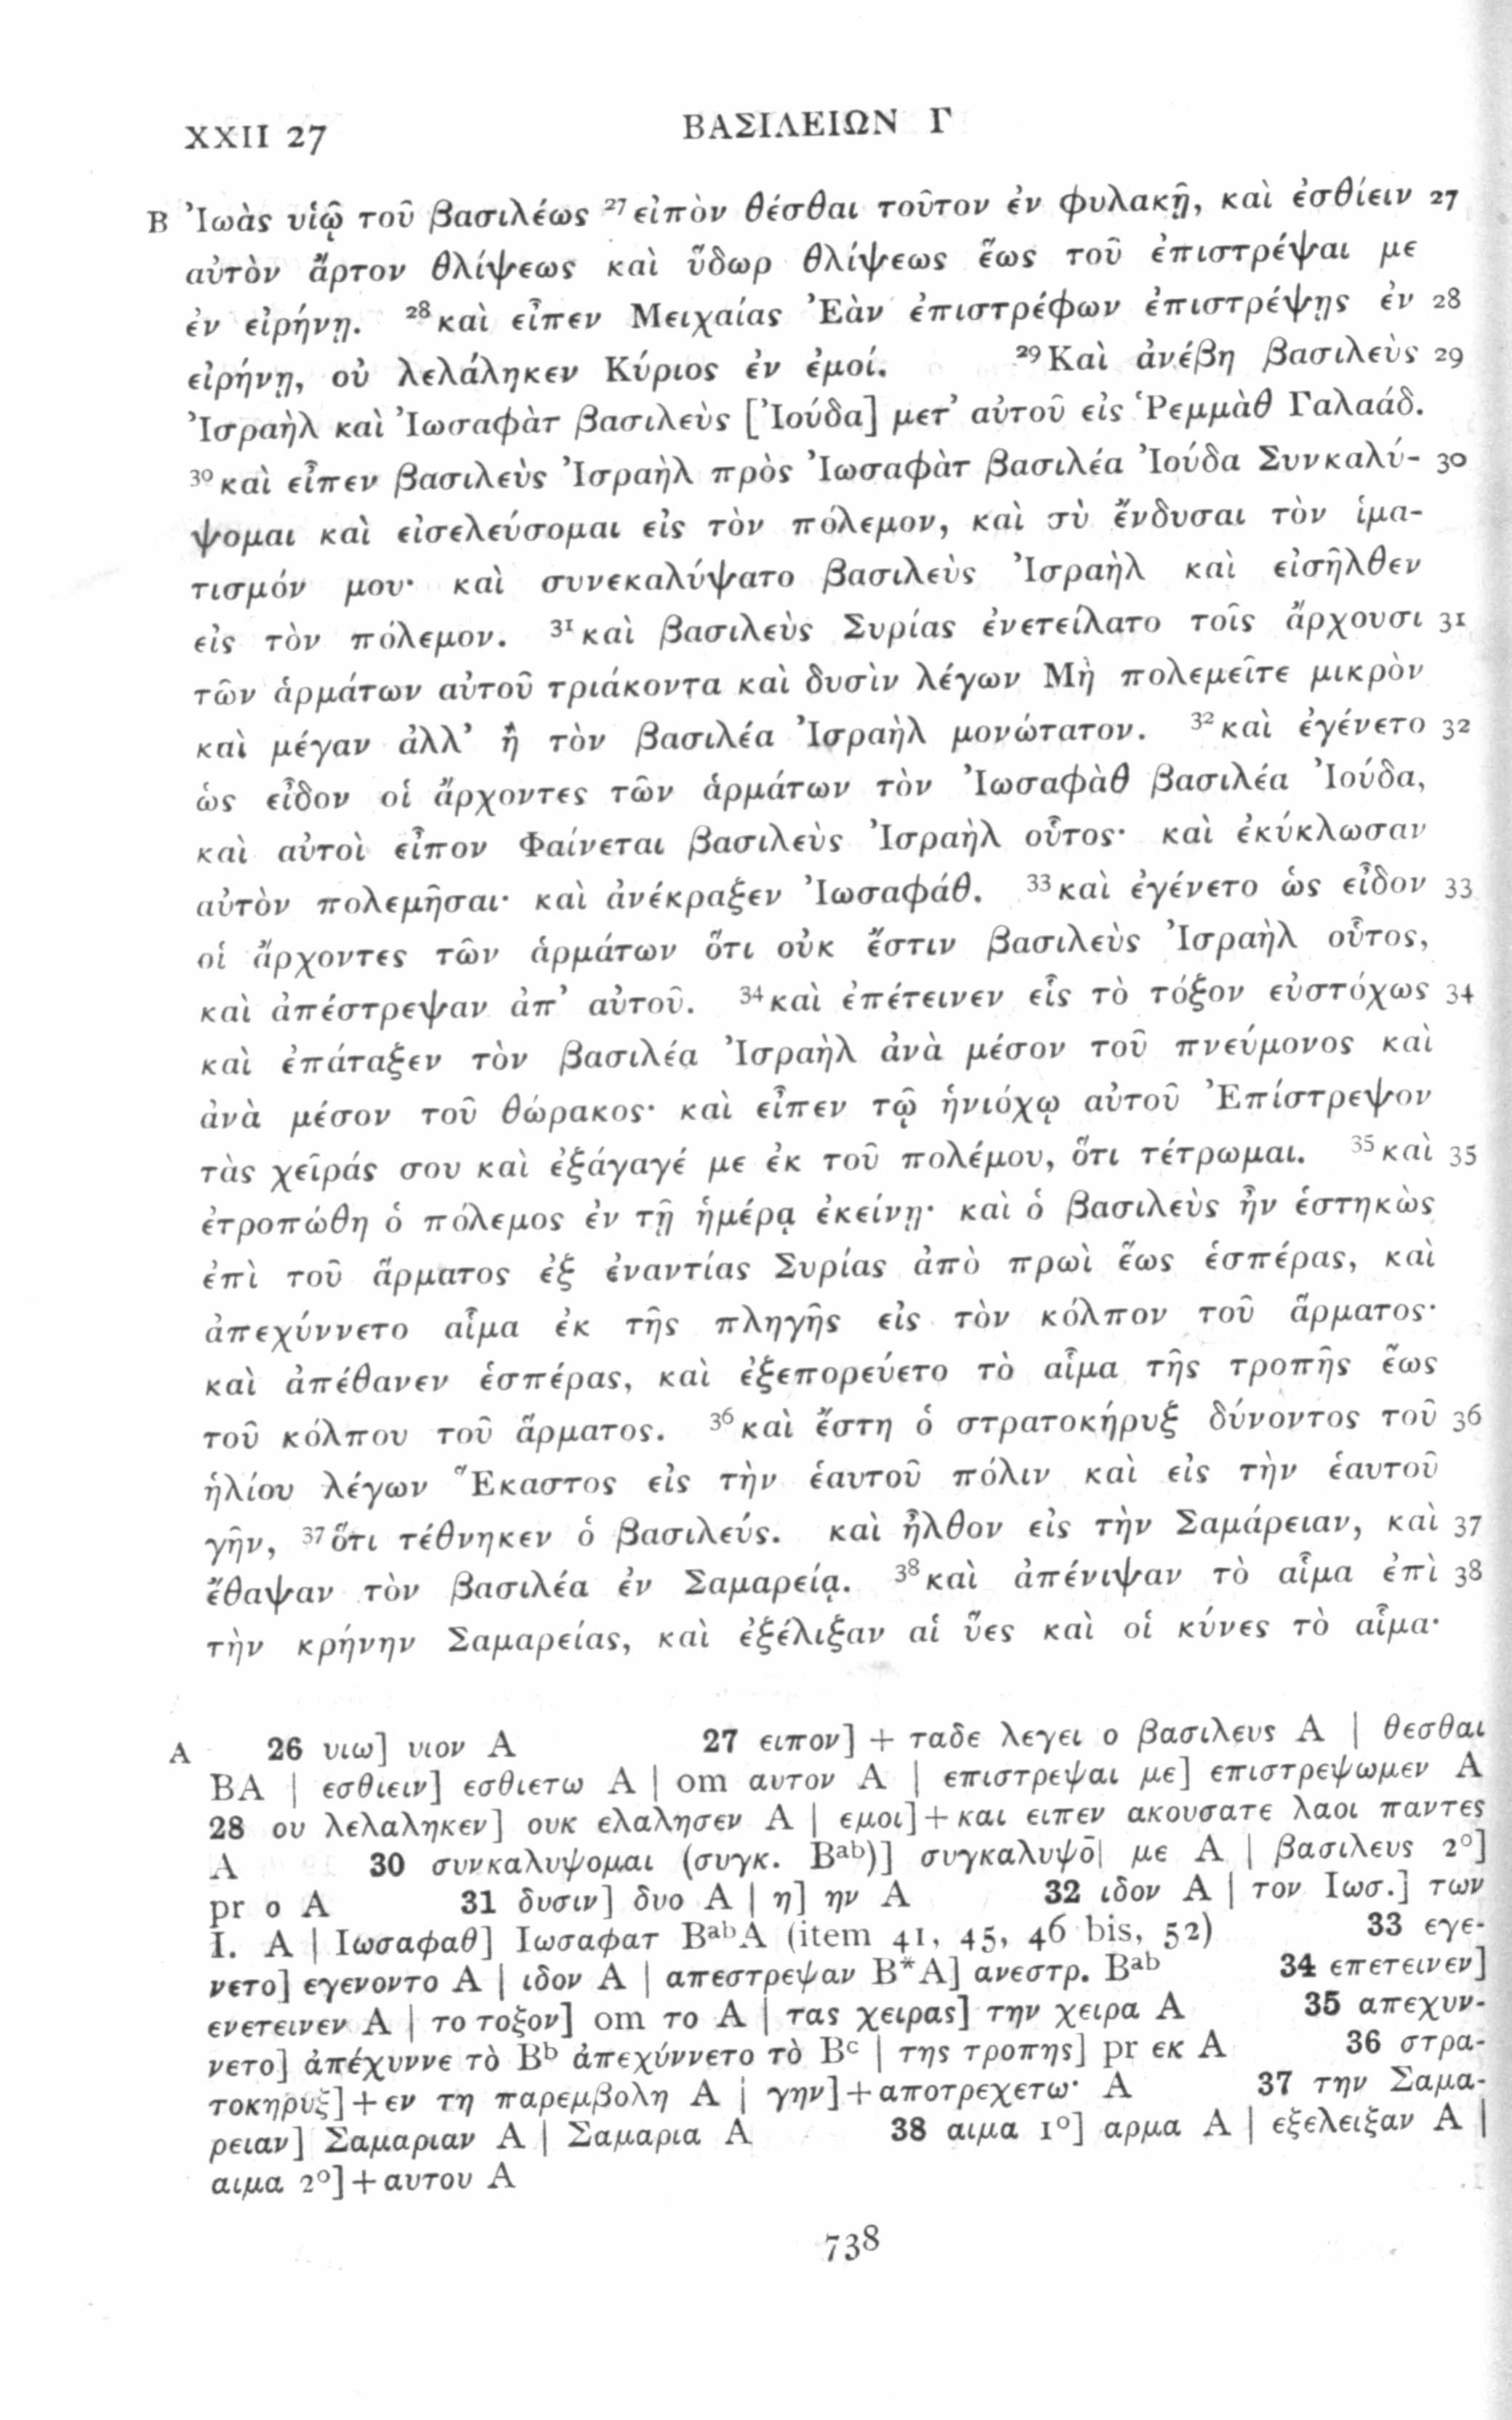 XXII 27 ΒΑΣΙΛΕΙΩΝ Γ
B Ἰωὰς υἱῷ τοῦ βασιλέως ²⁷εἰπὸν θέσθαι τοῦτον ἐν φυλακῇ, καὶ ἐσθίειν 27
αὐτὸν ἄρτον θλίψεως καὶ ὕδωρ θλίψεως ἕως τοῦ ἐπιστρέψαι με
ἐν εἰρήνῃ. ²⁸καὶ εἶπεν Μειχαίας Ἐὰν ἐπιστρέφων ἐπιστρέψῃς ἐν 28
εἰρήνῃ, οὐ λελάληκεν Κύριος ἐν ἐμοί. ²⁹Καὶ ἀνέβη βασιλεὺς 29
Ἰσραὴλ καὶ Ἰωσαφὰτ βασιλεὺς [Ἰούδα] μετ’ αὐτοῦ εἰς Ῥεμμὰθ Γαλαάδ.
³⁰καὶ εἶπεν βασιλεὺς Ἰσραὴλ πρὸς Ἰωσαφὰτ βασιλέα Ἰούδα Συνκαλύ- 30
ψομαι καὶ εἰσελεύσομαι εἰς τὸν πόλεμον, καὶ σὺ ἔνδυσαι τὸν ἱμα-
τισμόν μου· καὶ συνεκαλύψατο βασιλεὺς Ἰσραὴλ καὶ εἰσῆλθεν
εἰς τὸν πόλεμον. ³¹καὶ βασιλεὺς Συρίας ἐνετείλατο τοῖς ἄρχουσι 31
τῶν ἁρμάτων αὐτοῦ τριάκοντα καὶ δυσὶν λέγων Μὴ πολεμεῖτε μικρὸν
καὶ μέγαν ἀλλ’ ἢ τὸν βασιλέα Ἰσραὴλ μονώτατον. ³²καὶ ἐγένετο 32
ὡς εἶδον οἱ ἄρχοντες τῶν ἁρμάτων τὸν Ἰωσαφὰθ βασιλέα Ἰούδα,
καὶ αὐτοὶ εἶπον Φαίνεται βασιλεὺς Ἰσραὴλ οὗτος· καὶ ἐκύκλωσαν
αὐτὸν πολεμῆσαι· καὶ ἀνέκραξεν Ἰωσαφάθ. ³³καὶ ἐγένετο ὡς εἶδον 33
οἱ ἄρχοντες τῶν ἁρμάτων ὅτι οὐκ ἔστιν βασιλεὺς Ἰσραὴλ οὗτος,
καὶ ἀπέστρεψαν ἀπ’ αὐτοῦ. ³⁴καὶ ἐπέτεινεν εἷς τὸ τόξον εὐστόχως 34
καὶ ἐπάταξεν τὸν βασιλέα Ἰσραὴλ ἀνὰ μέσον τοῦ πνεύμονος καὶ
ἀνὰ μέσον τοῦ θώρακος· καὶ εἶπεν τῷ ἡνιόχῳ αὐτοῦ Ἐπίστρεψον
τὰς χεῖράς σου καὶ ἐξάγαγέ με ἐκ τοῦ πολέμου, ὅτι τέτρωμαι. ³⁵καὶ 35
ἐτροπώθη ὁ πόλεμος ἐν τῇ ἡμέρᾳ ἐκείνῃ· καὶ ὁ βασιλεὺς ἦν ἑστηκὼς
ἐπὶ τοῦ ἅρματος ἐξ ἐναντίας Συρίας ἀπὸ πρωὶ ἕως ἑσπέρας, καὶ
ἀπεχύννετο αἷμα ἐκ τῆς πληγῆς εἰς τὸν κόλπον τοῦ ἅρματος·
καὶ ἀπέθανεν ἑσπέρας, καὶ ἐξεπορεύετο τὸ αἷμα τῆς τροπῆς ἕως
τοῦ κόλπου τοῦ ἅρματος. ³⁶καὶ ἔστη ὁ στρατοκήρυξ δύνοντος τοῦ 36
ἡλίου λέγων Ἕκαστος εἰς τὴν ἑαυτοῦ πόλιν καὶ εἰς τὴν ἑαυτοῦ
γῆν, ³⁷ὅτι τέθνηκεν ὁ βασιλεύς. καὶ ἦλθον εἰς τὴν Σαμάρειαν, καὶ 37
ἔθαψαν τὸν βασιλέα ἐν Σαμαρείᾳ. ³⁸καὶ ἀπένιψαν τὸ αἷμα ἐπὶ 38
τὴν κρήνην Σαμαρείας, καὶ ἐξέλιξαν αἱ ὕες καὶ οἱ κύνες τὸ αἷμα·
A 26 υιω] υιον A 27 ειπον] + ταδε λεγει ο βασιλευς A | θεσθαι
BA | εσθιειν] εσθιετω A | om αυτον A | επιστρεψαι με] επιστρεψωμεν A
28 ου λελαληκεν] ουκ ελαλησεν A | εμοι]+και ειπεν ακουσατε λαοι παντες
A 30 συνκαλυψομαι (συγκ. Bᵃᵇ)] συγκαλυψο̄| με A | βασιλευς 2°]
pr ο A 31 δυσιν] δυο A | η] ην A 32 ιδον A | τον Ιωσ.] των
Ι. A | Ιωσαφαθ] Ιωσαφατ BᵃᵇA (item 41, 45, 46 bis, 52) 33 εγε-
νετο] εγενοντο A | ιδον A | απεστρεψαν B*A] ανεστρ. Bᵃᵇ 34 επετεινεν]
ενετεινεν A | το τοξον] om το A | τας χειρας] την χειρα A 35 απεχυν-
νετο] ἀπέχυννε τὸ Bᵇ ἀπεχύννετο τὸ Bᶜ | της τροπης] pr εκ A 36 στρα-
τοκηρυξ]+εν τη παρεμβολη A | γην]+αποτρεχετω· A 37 την Σαμα-
ρειαν] Σαμαριαν A | Σαμαρια A 38 αιμα 1°] αρμα A | εξελειξαν A |
αιμα 2°]+αυτου A
738